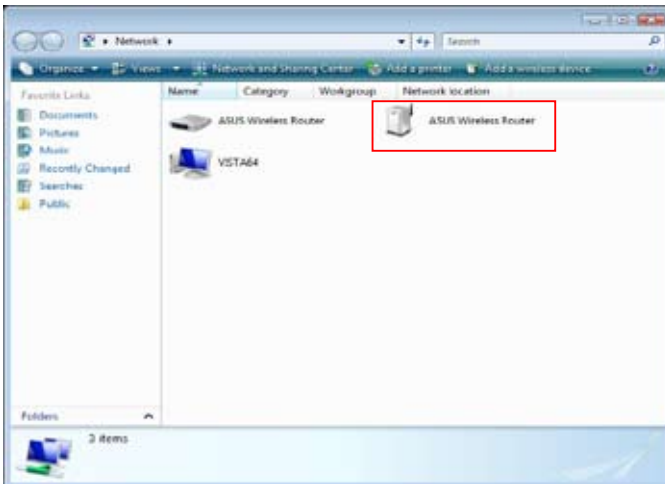 Network
Search
Organize Views Network and Sharing Center Add a printer Add a wireless device
Favorite Links
Name Category Workgroup Network location
Documents
Pictures
Music
Recently Changed
Searches
Public
ASUS Wireless Router
ASUS Wireless Router
VISTA64
Folders
3 items